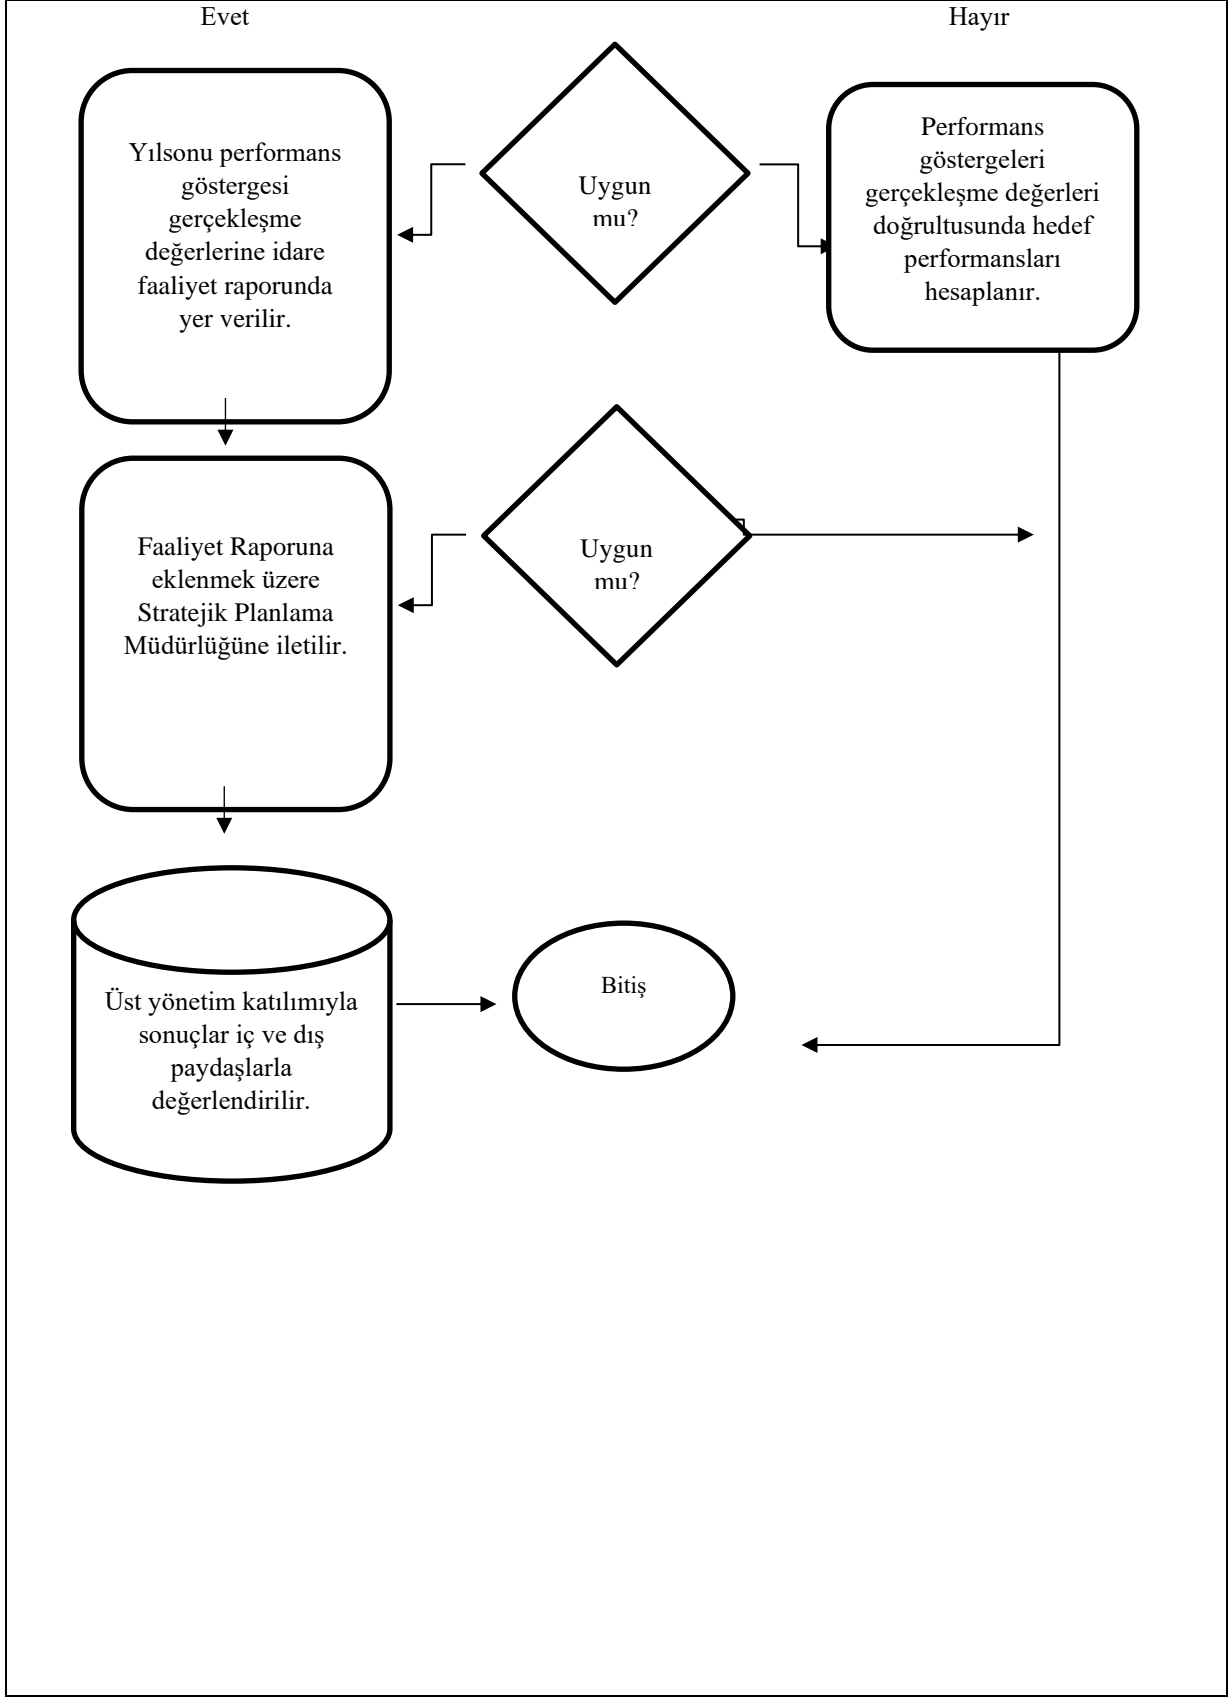 Evet
Hayır
Yılsonu performans
göstergesi
gerçekleşme
değerlerine idare
faaliyet raporunda
yer verilir.
Uygun
mu?
Performans
göstergeleri
gerçekleşme değerleri
doğrultusunda hedef
performansları
hesaplanır.
Faaliyet Raporuna
eklenmek üzere
Stratejik Planlama
Müdürlüğüne iletilir.
Uygun
mu?
Üst yönetim katılımıyla
sonuçlar iç ve dış
paydaşlarla
değerlendirilir.
Bitiş